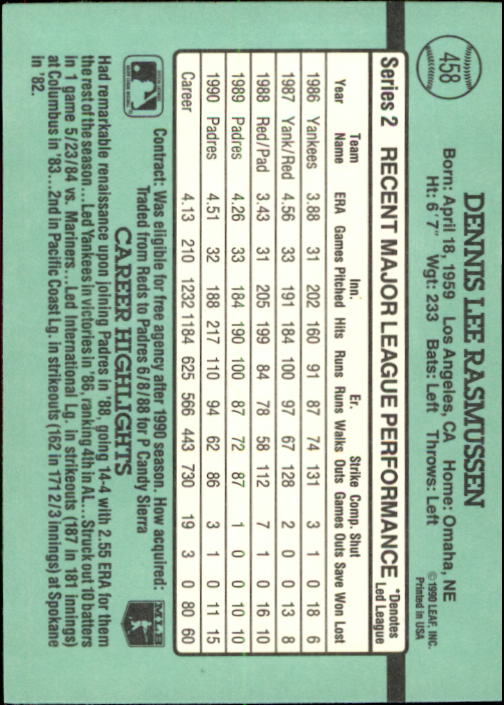 458
DENNIS LEE RASMUSSEN
Born: April 18, 1959 Los Angeles, CA Home: Omaha, NE
Ht: 6'7" Wgt: 233 Bats: Left Throws: Left
©1990 LEAF, INC.
Printed in USA
Series 2 RECENT MAJOR LEAGUE PERFORMANCE *Denotes Led League
Inn. Er. Strike Comp. Shut
Year Team Name ERA Games Pitched Hits Runs Runs Walks Outs Games Outs Save Won Lost
1986 Yankees 3.88 31 202 160 91 87 74 131 3 1 0 18 6
1987 Yank/Red 4.56 33 191 184 100 97 67 128 2 0 0 13 8
1988 Red/Pad 3.43 31 205 199 84 78 58 112 7 1 0 16 10
1989 Padres 4.26 33 184 190 100 87 72 87 1 0 0 10 10
1990 Padres 4.51 32 188 217 110 94 62 86 3 1 0 11 15
Career 4.13 210 1232 1184 625 566 443 730 19 3 0 80 60
Contract: Was eligible for free agency after 1990 season. How acquired:
Traded from Reds to Padres 6/8/88 for P Candy Sierra
MLB
CAREER HIGHLIGHTS
Had remarkable renaissance upon joining Padres in '88, going 14-4 with 2.55 ERA for them
the rest of the season...Led Yankees in victories in '86, ranking 4th in AL...Struck out 10 batters
in 1 game 5/23/84 vs. Mariners...Led International Lg. in strikeouts (187 in 181 innings)
at Columbus in '83...2nd in Pacific Coast Lg. in strikeouts (162 in 171 2/3 innings) at Spokane
in '82.